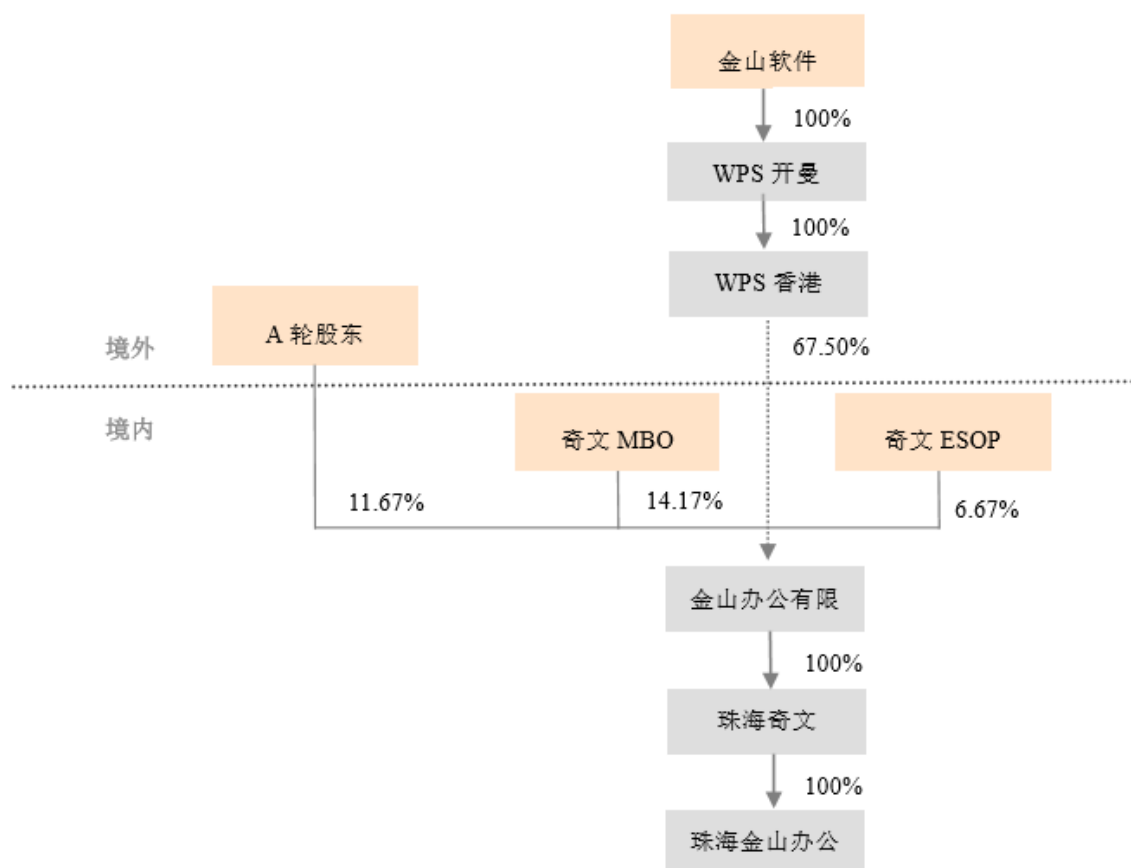 金山软件
100%
WPS 开曼
100%
WPS 香港
A 轮股东
境外
67.50%
境内
奇文 MBO
奇文 ESOP
11.67%
14.17%
6.67%
金山办公有限
100%
珠海奇文
100%
珠海金山办公